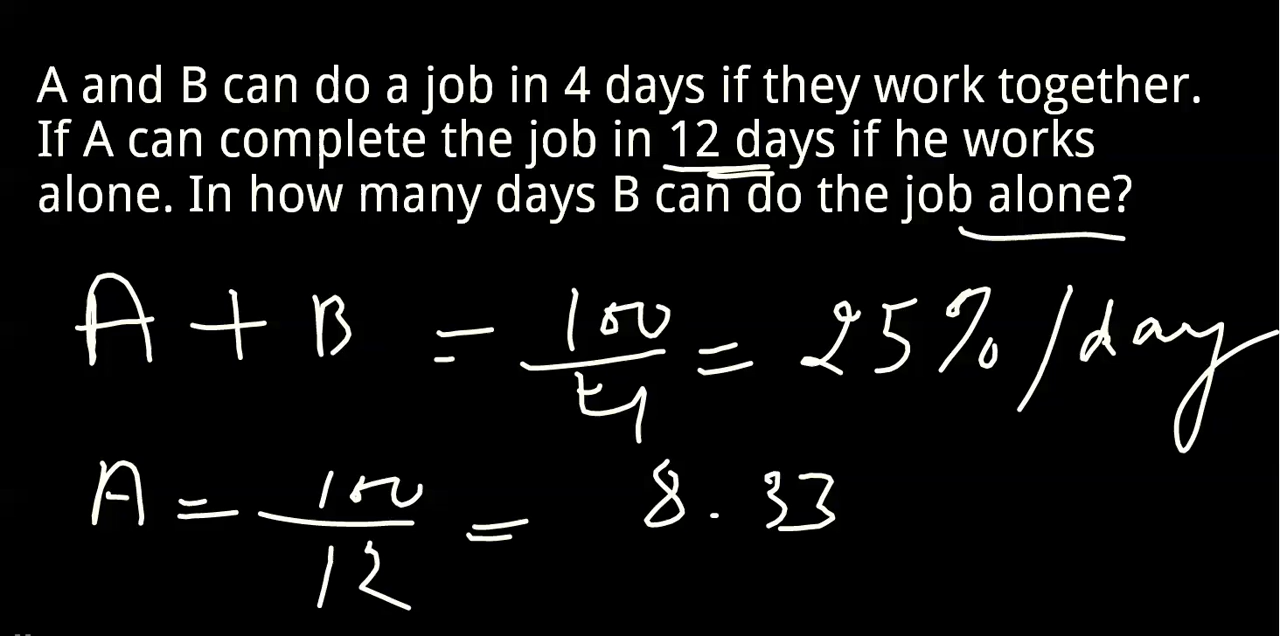 A and B can do a job in 4 days if they work together.
If A can complete the job in 12 days if he works
alone. In how many days B can do the job alone?
A + B = 100/4 = 25% / day
A = 100/12 = 8.33